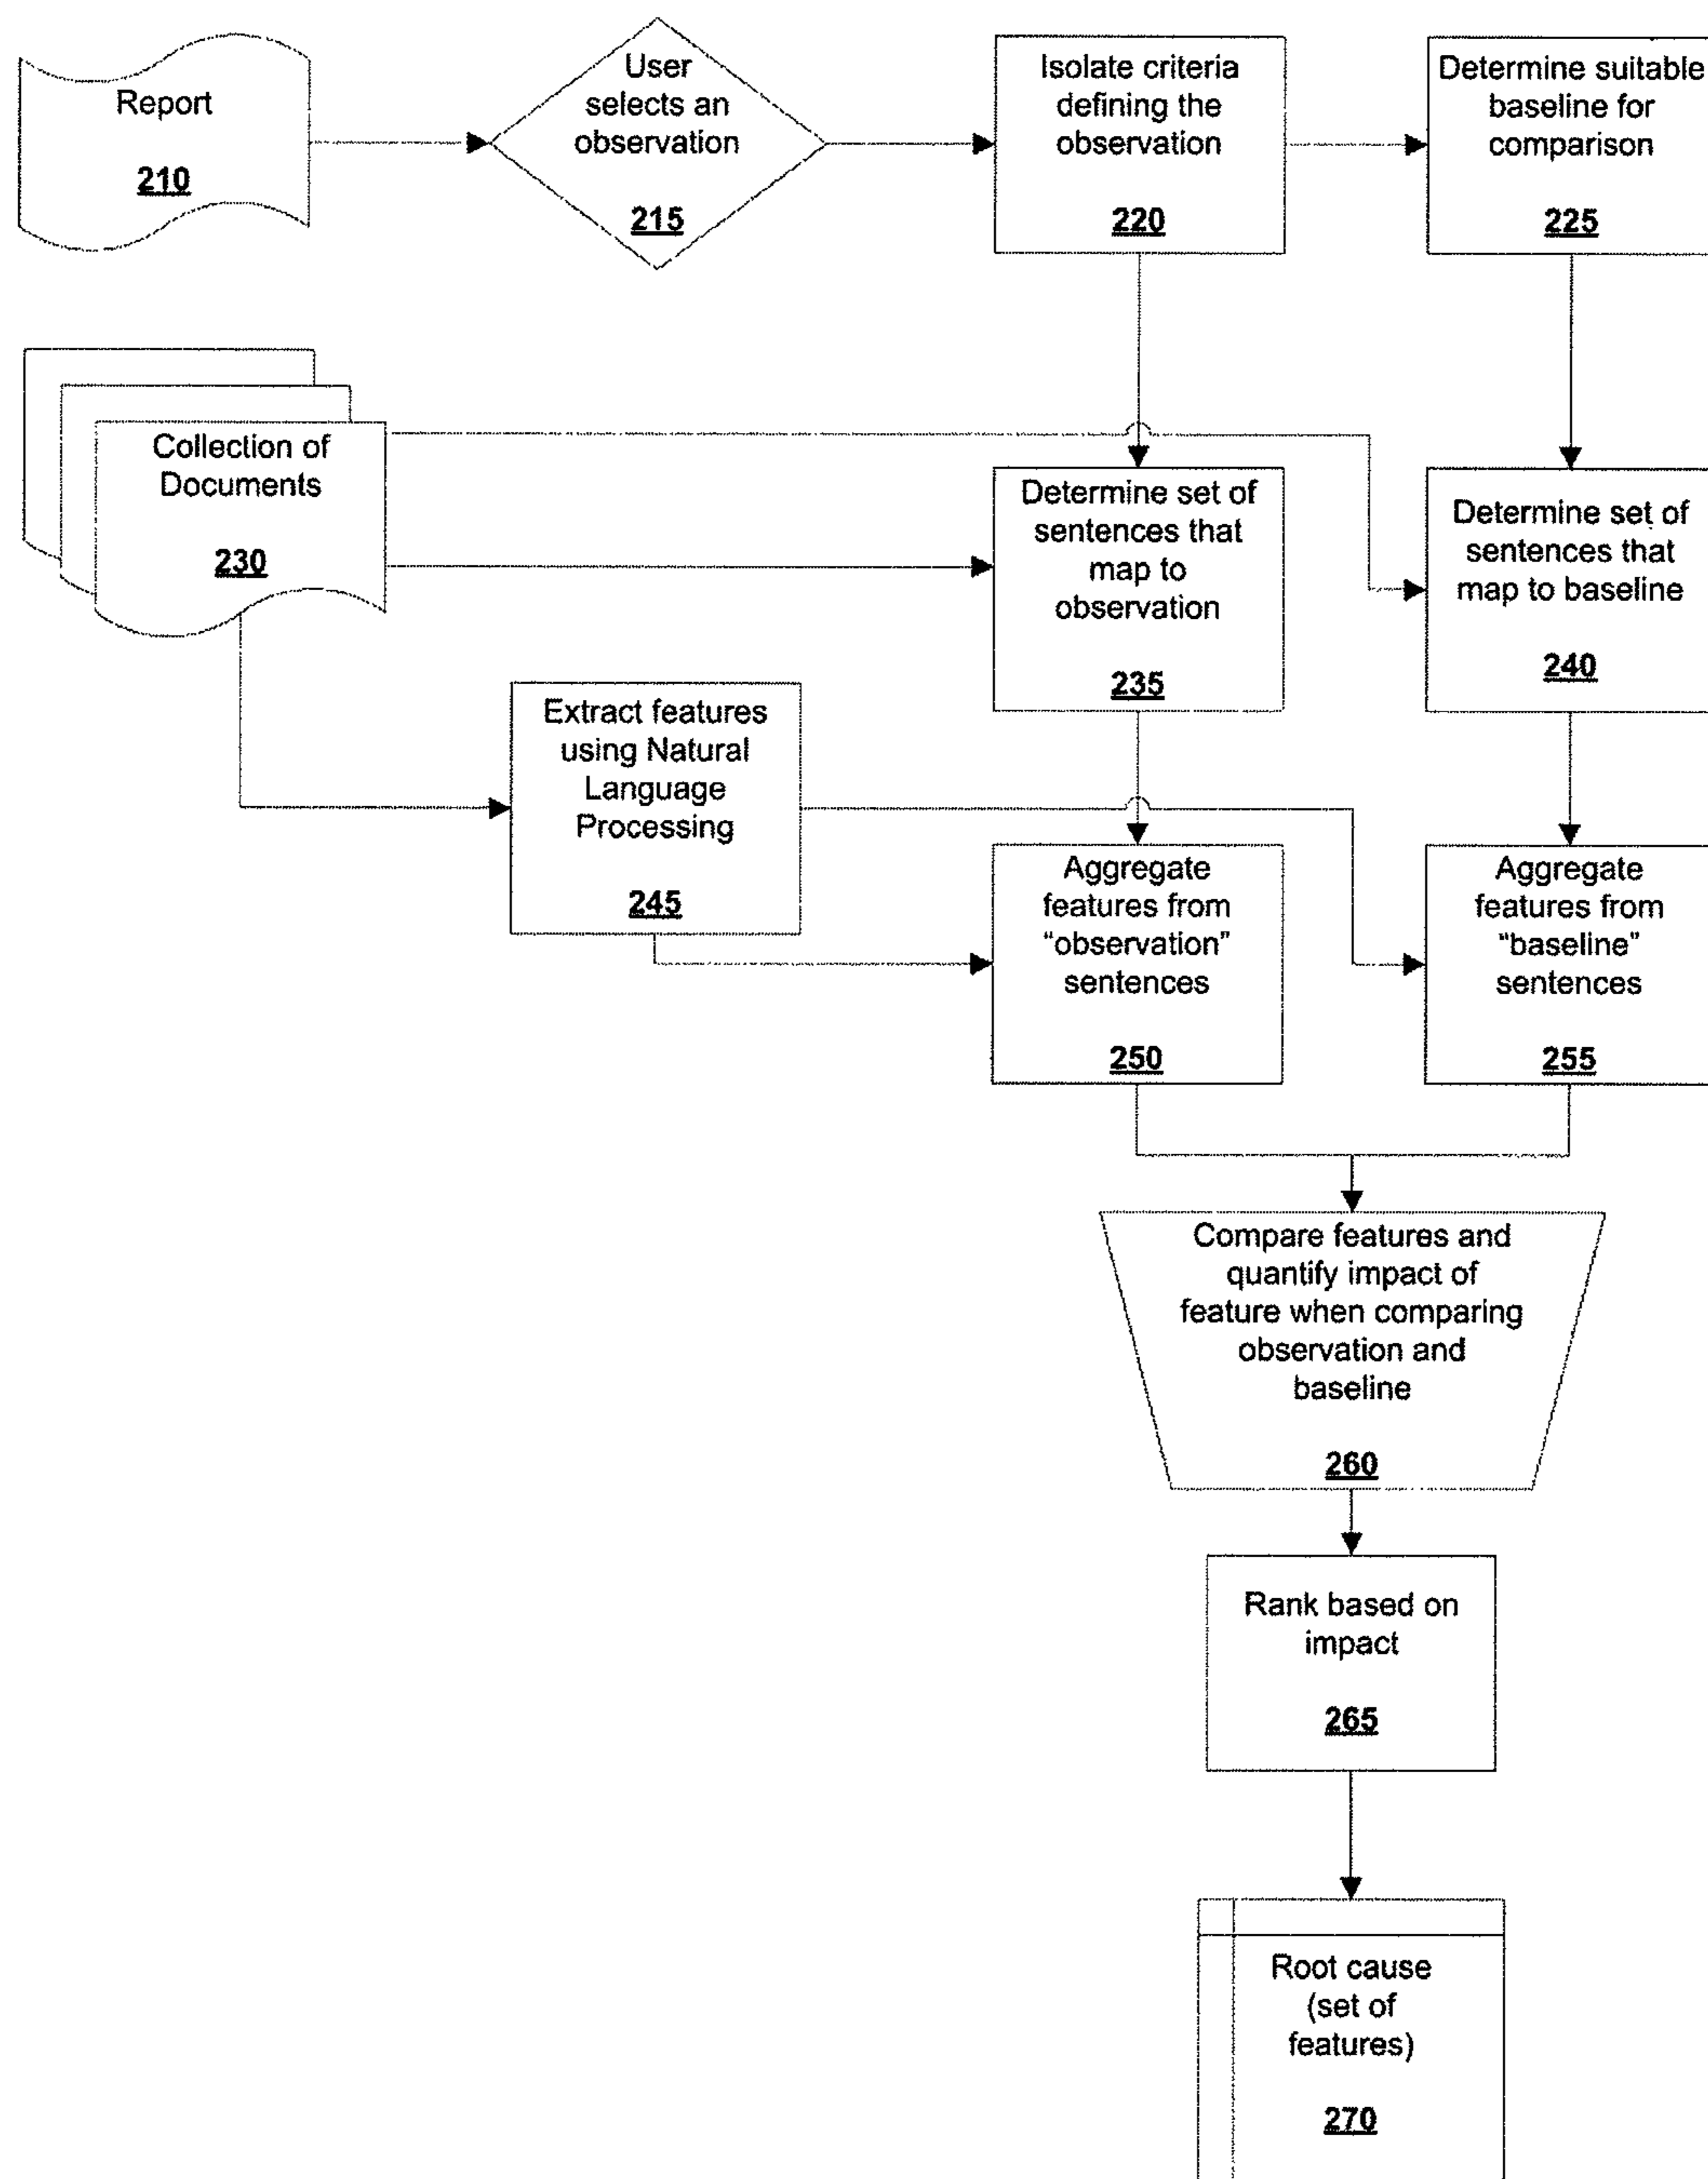 Report
210
User
selects an
observation
215
Isolate criteria
defining the
observation
220
Determine suitable
baseline for
comparison
225
Collection of
Documents
230
Determine set of
sentences that
map to
observation
235
Determine set of
sentences that
map to baseline
240
Extract features
using Natural
Language
Processing
245
Aggregate
features from
“observation”
sentences
250
Aggregate
features from
“baseline”
sentences
255
Compare features and
quantify impact of
feature when comparing
observation and
baseline
260
Rank based on
impact
265
Root cause
(set of
features)
270